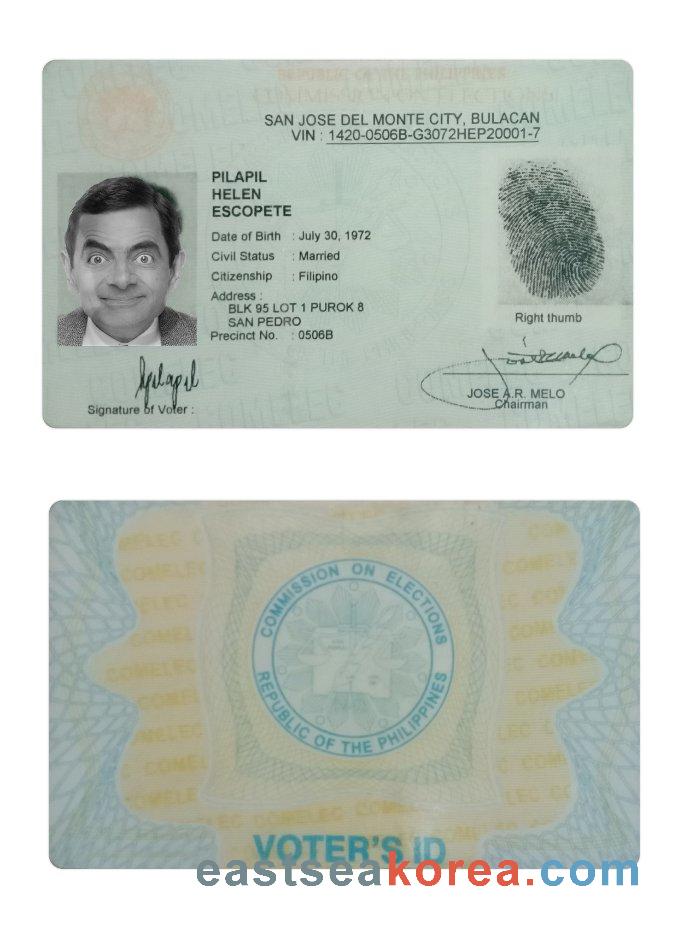 REPUBLIC OF THE PHILIPPINES
COMMISSION ON ELECTIONS
SAN JOSE DEL MONTE CITY, BULACAN
VIN : 1420-0506B-G3072HEP20001-7
PILAPIL
HELEN
ESCOPETE
Date of Birth : July 30, 1972
Civil Status : Married
Citizenship : Filipino
Address :
BLK 95 LOT 1 PUROK 8
SAN PEDRO
Precinct No. : 0506B
Right thumb
Signature of Voter :
JOSE A.R. MELO
Chairman
COMMISSION ON ELECTIONS
REPUBLIC OF THE PHILIPPINES
COMELEC
VOTER'S ID
eastseakorea.com